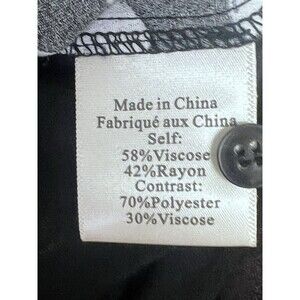 Made in China
Fabriqué aux China
Self:
58%Viscose
42%Rayon
Contrast:
70%Polyester
30%Viscose